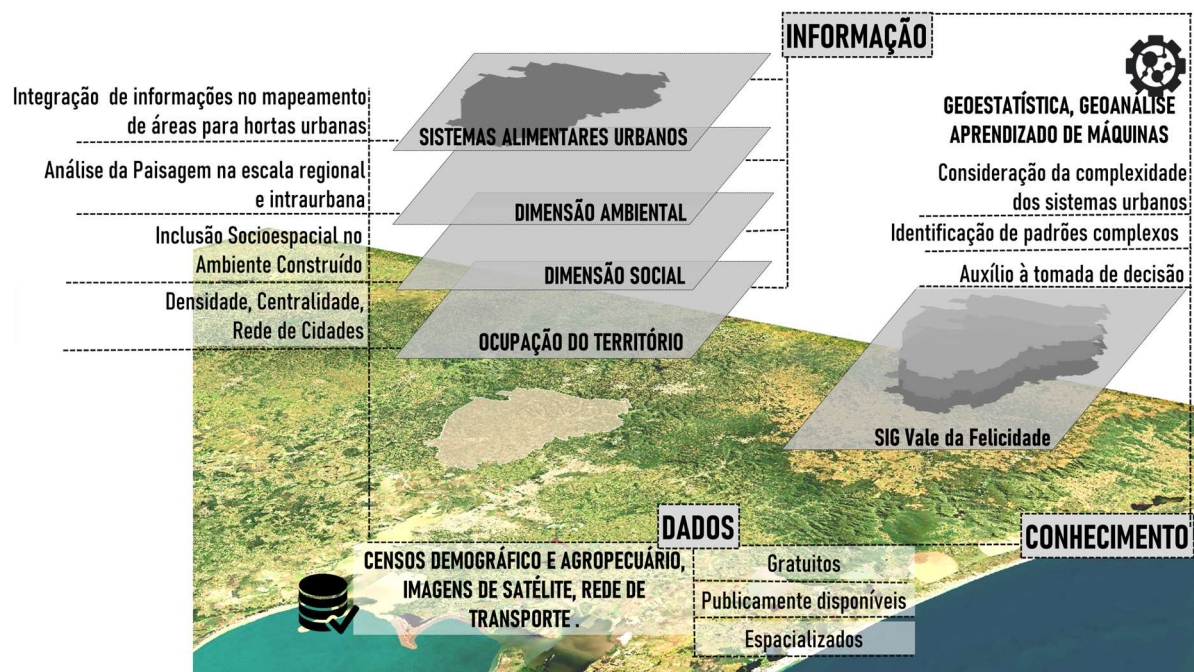 INFORMAÇÃO
Integração de informações no mapeamento
de áreas para hortas urbanas
SISTEMAS ALIMENTARES URBANOS
Análise da Paisagem na escala regional
e intraurbana
DIMENSÃO AMBIENTAL
Inclusão Socioespacial no
Ambiente Construído
DIMENSÃO SOCIAL
Densidade, Centralidade,
Rede de Cidades
OCUPAÇÃO DO TERRITÓRIO
GEOESTATÍSTICA, GEOANÁLISE
APRENDIZADO DE MÁQUINAS
Consideração da complexidade
dos sistemas urbanos
Identificação de padrões complexos
Auxílio à tomada de decisão
SIG Vale da Felicidade
DADOS
CENSOS DEMOGRÁFICO E AGROPECUÁRIO,
IMAGENS DE SATÉLITE, REDE DE
TRANSPORTE .
Gratuitos
Publicamente disponíveis
Espacializados
CONHECIMENTO